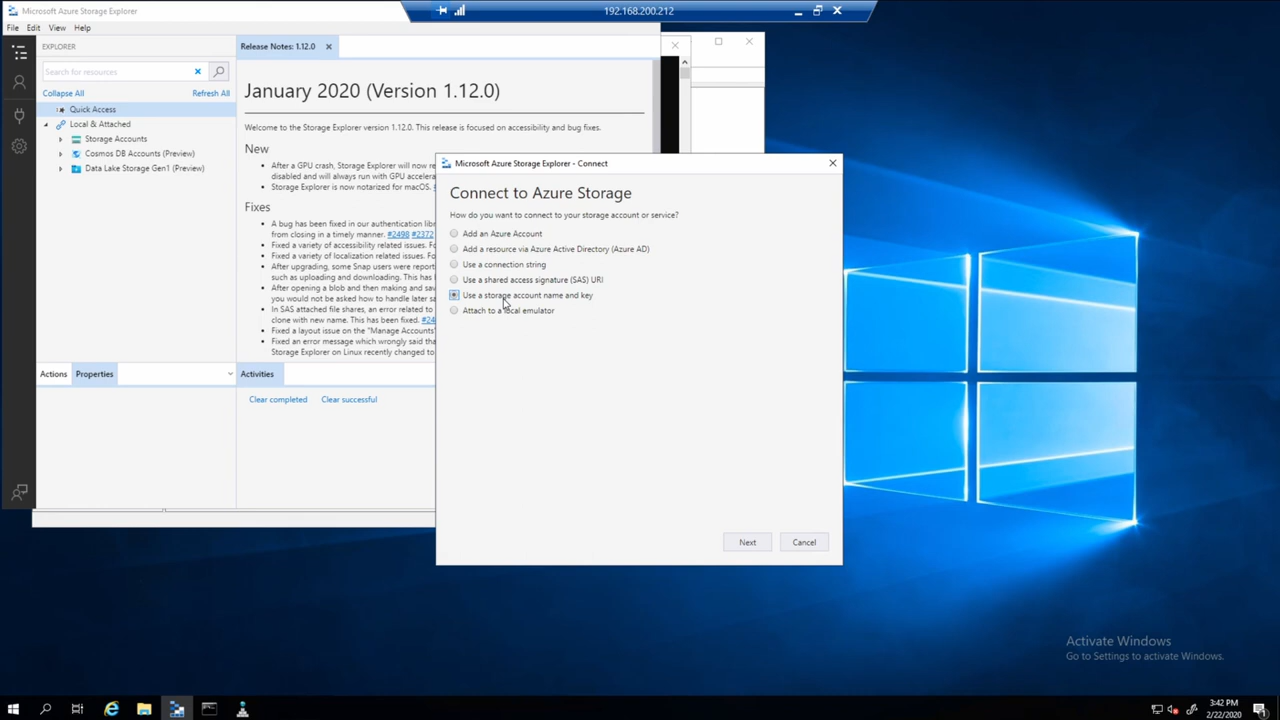 Microsoft Azure Storage Explorer
192.168.200.212
File Edit View Help
EXPLORER
Release Notes: 1.12.0
Search for resources
Collapse All
Refresh All
Quick Access
Local & Attached
Storage Accounts
Cosmos DB Accounts (Preview)
Data Lake Storage Gen1 (Preview)
January 2020 (Version 1.12.0)
Welcome to the Storage Explorer version 1.12.0. This release is focused on accessibility and bug fixes.
New
After a GPU crash, Storage Explorer will now re
disabled and will always run with GPU accelera
Storage Explorer is now notarized for macOS.
Fixes
A bug has been fixed in our authentication lib
from closing in a timely manner. #2498 #2372
Fixed a variety of accessibility related issues. Fo
Fixed a variety of localization related issues. For
After upgrading, some Snap users were report
such as uploading and downloading. This has
After opening a blob and then making and sav
you would not be asked how to handle later sa
In SAS attached file shares, an error related to
clone with new name. This has been fixed. #24
Fixed a layout issue on the "Manage Accounts"
Fixed an error message which wrongly said tha
Storage Explorer on Linux recently changed to
Actions
Properties
Activities
Clear completed
Clear successful
Microsoft Azure Storage Explorer - Connect
Connect to Azure Storage
How do you want to connect to your storage account or service?
Add an Azure Account
Add a resource via Azure Active Directory (Azure AD)
Use a connection string
Use a shared access signature (SAS) URI
Use a storage account name and key
Attach to a local emulator
Next
Cancel
Activate Windows
Go to Settings to activate Windows.
3:42 PM
2/22/2020